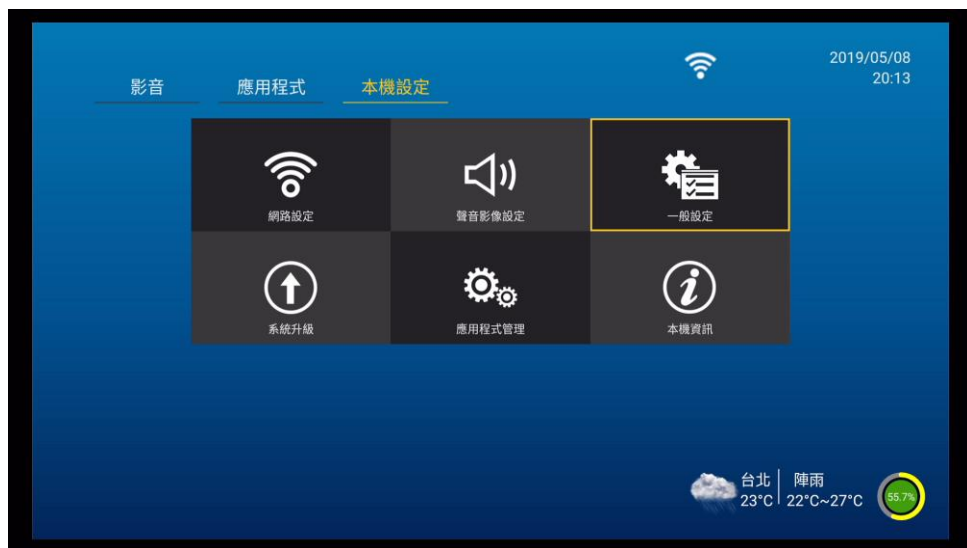 2019/05/08
20:13
影音 應用程式 本機設定
網路設定 聲音影像設定 一般設定
系統升級 應用程式管理 本機資訊
台北 陣雨
23°C 22°C~27°C
55.7%